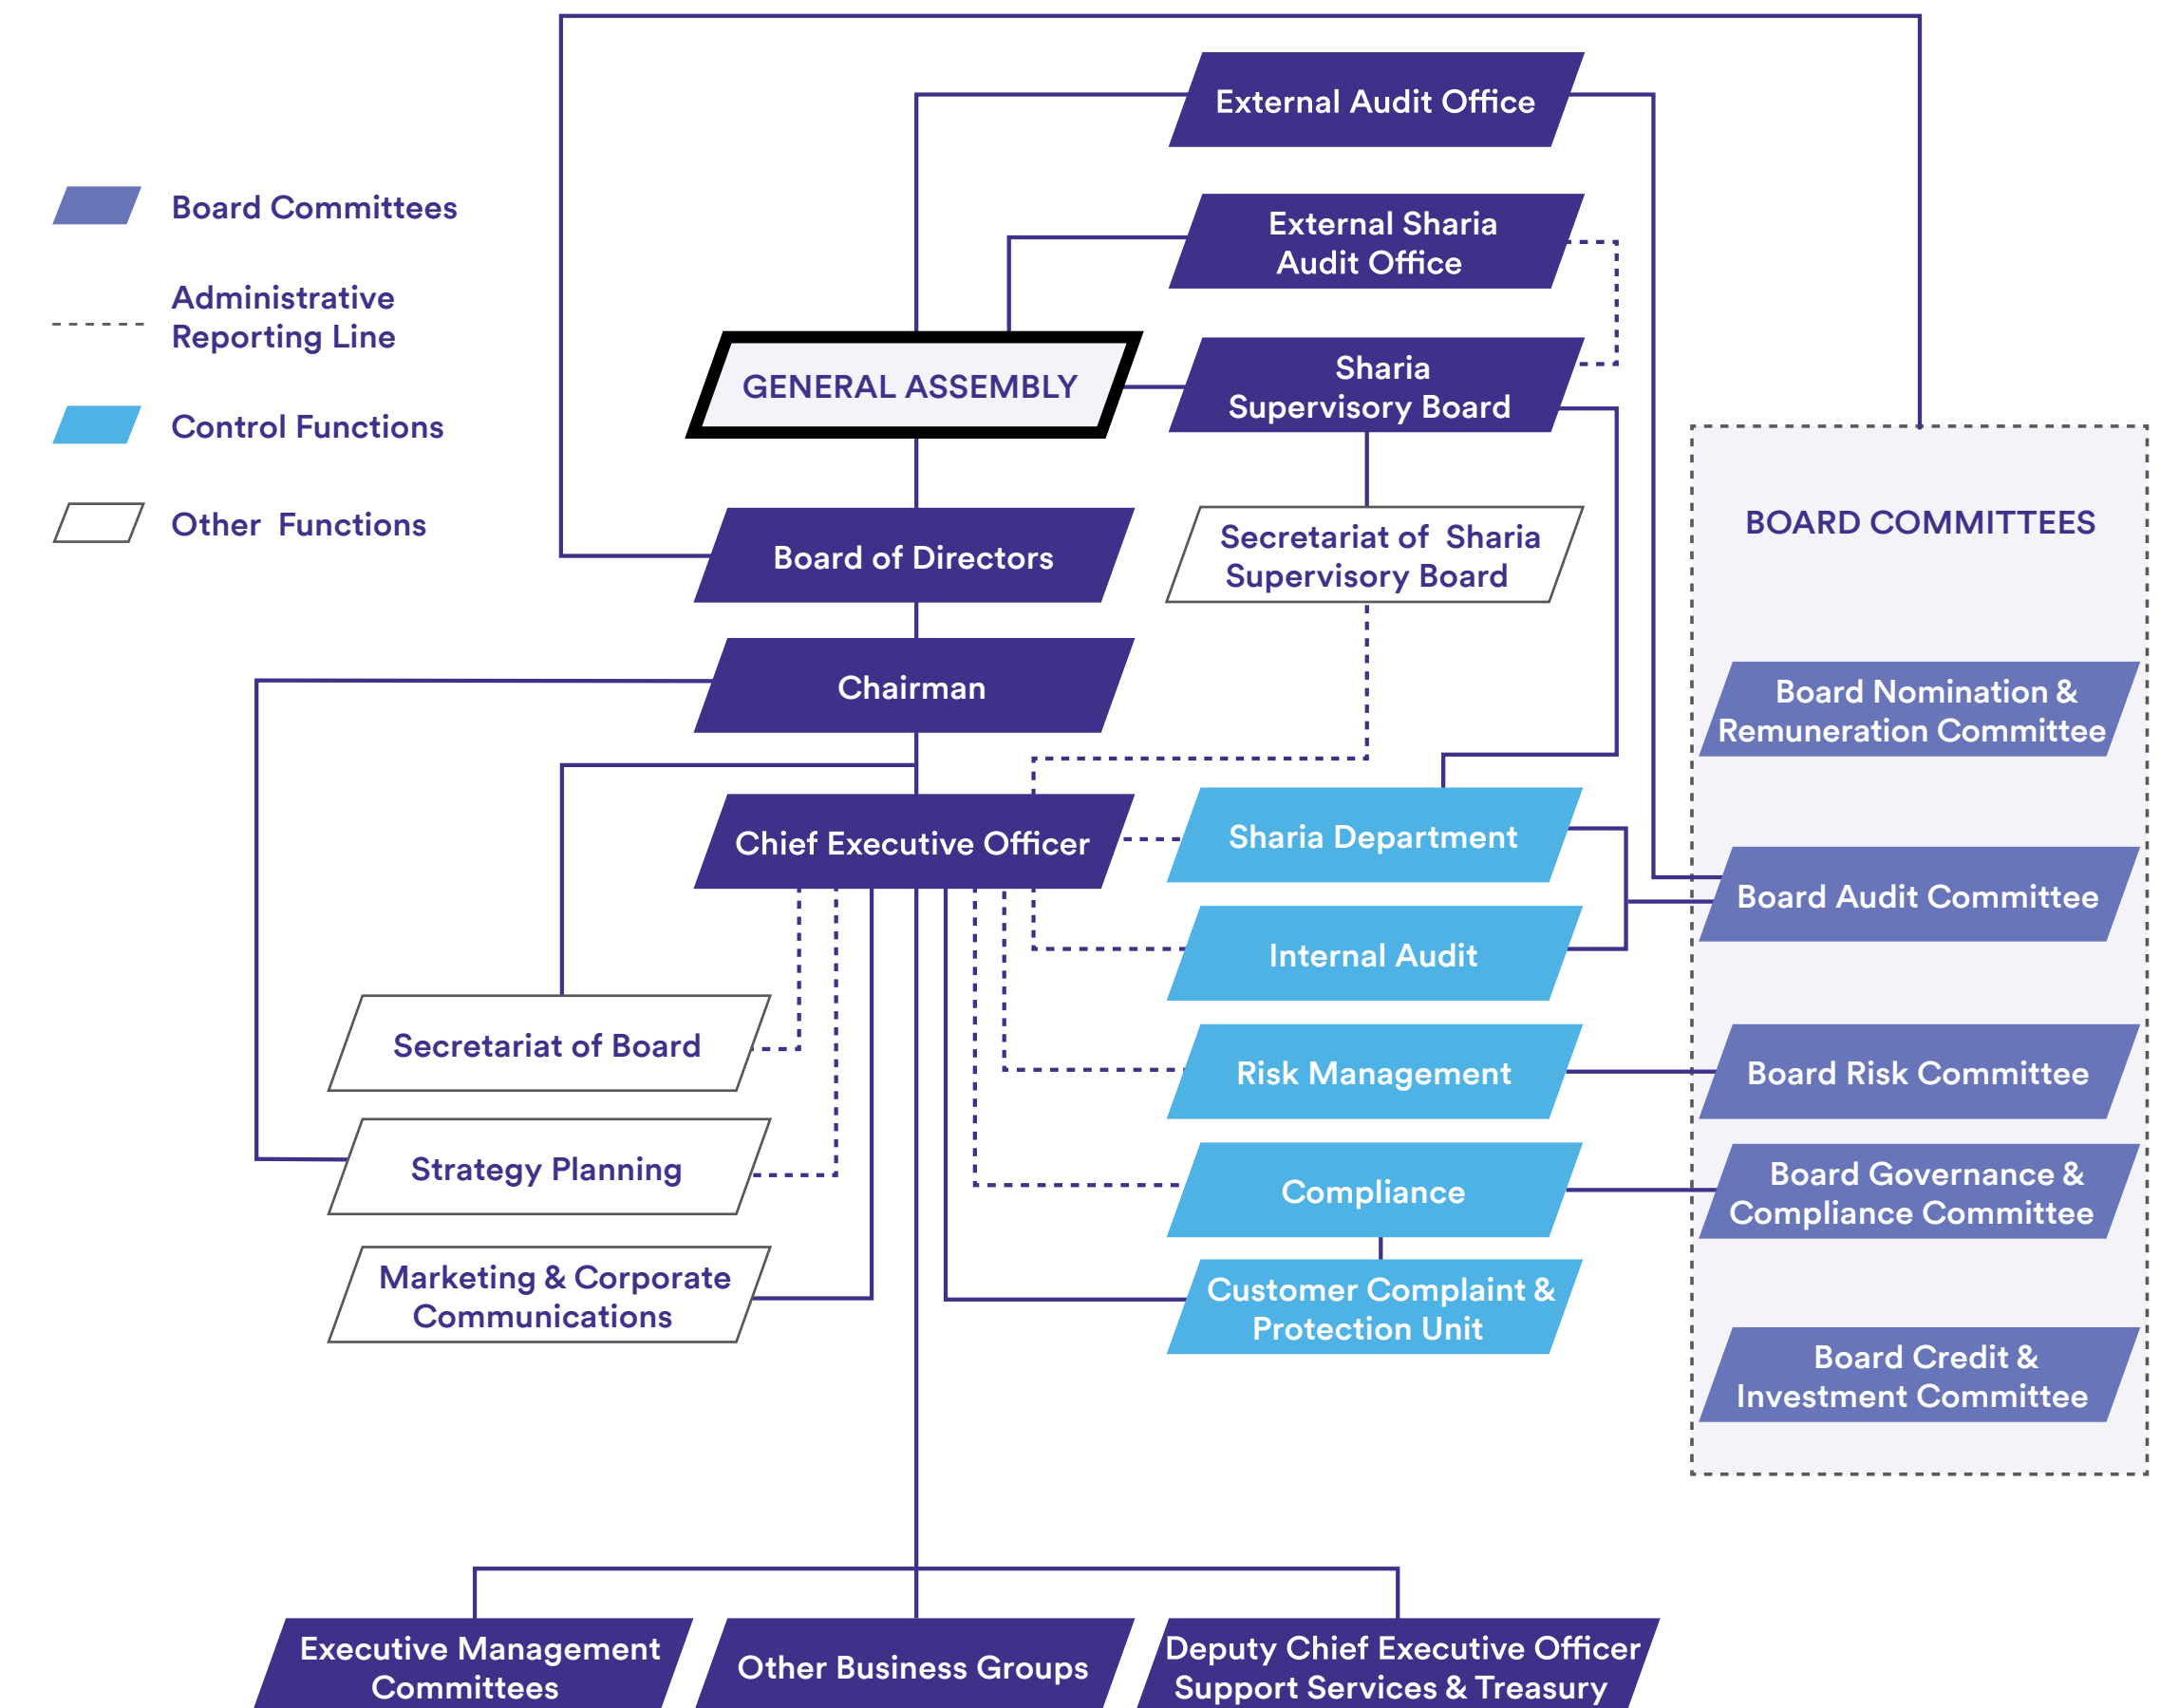 Board Committees
Administrative
Reporting Line
Control Functions
Other Functions
External Audit Office
External Sharia
Audit Office
GENERAL ASSEMBLY
Sharia
Supervisory Board
Board of Directors
Secretariat of Sharia
Supervisory Board
Chairman
Chief Executive Officer
Sharia Department
Internal Audit
Risk Management
Compliance
Customer Complaint &
Protection Unit
Secretariat of Board
Strategy Planning
Marketing & Corporate
Communications
BOARD COMMITTEES
Board Nomination &
Remuneration Committee
Board Audit Committee
Board Risk Committee
Board Governance &
Compliance Committee
Board Credit &
Investment Committee
Executive Management
Committees
Other Business Groups
Deputy Chief Executive Officer
Support Services & Treasury